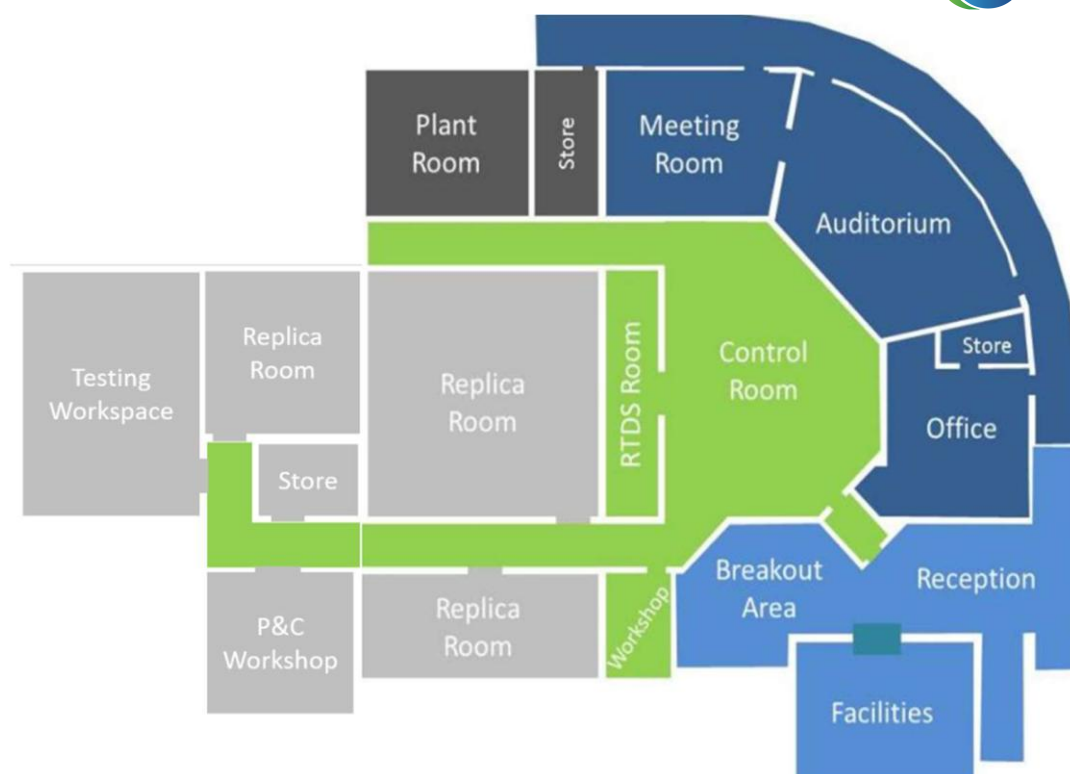 Plant
Room
Store
Meeting
Room
Auditorium
Replica
Room
Testing
Workspace
Replica
Room
RTDS Room
Control
Room
Store
Office
Store
Breakout
Area
Reception
P&C
Workshop
Replica
Room
Workshop
Facilities